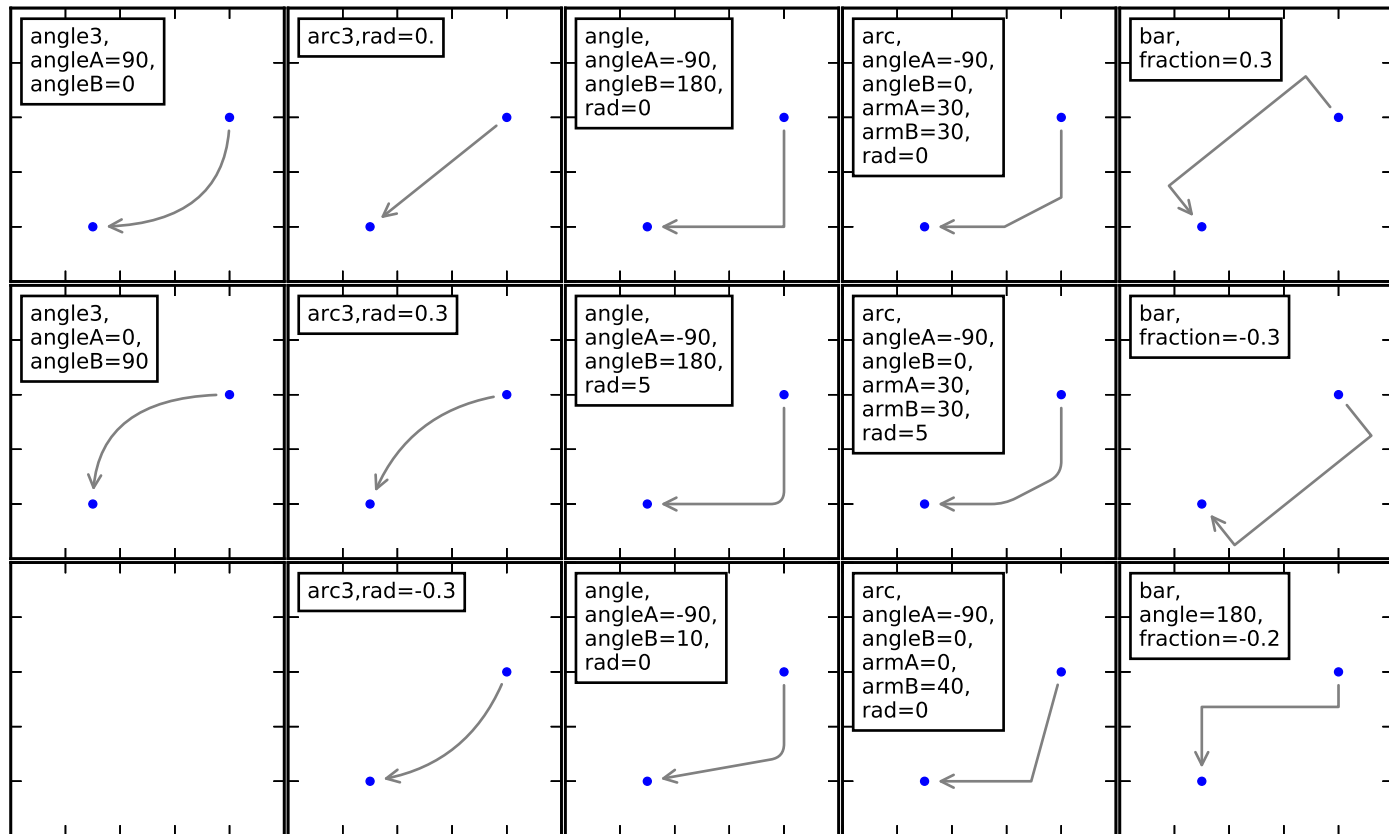 angle3,
angleA=90,
angleB=0
arc3,rad=0.
angle,
angleA=-90,
angleB=180,
rad=0
arc,
angleA=-90,
angleB=0,
armA=30,
armB=30,
rad=0
bar,
fraction=0.3
angle3,
angleA=0,
angleB=90
arc3,rad=0.3
angle,
angleA=-90,
angleB=180,
rad=5
arc,
angleA=-90,
angleB=0,
armA=30,
armB=30,
rad=5
bar,
fraction=-0.3
arc3,rad=-0.3
angle,
angleA=-90,
angleB=10,
rad=0
arc,
angleA=-90,
angleB=0,
armA=0,
armB=40,
rad=0
bar,
angle=180,
fraction=-0.2